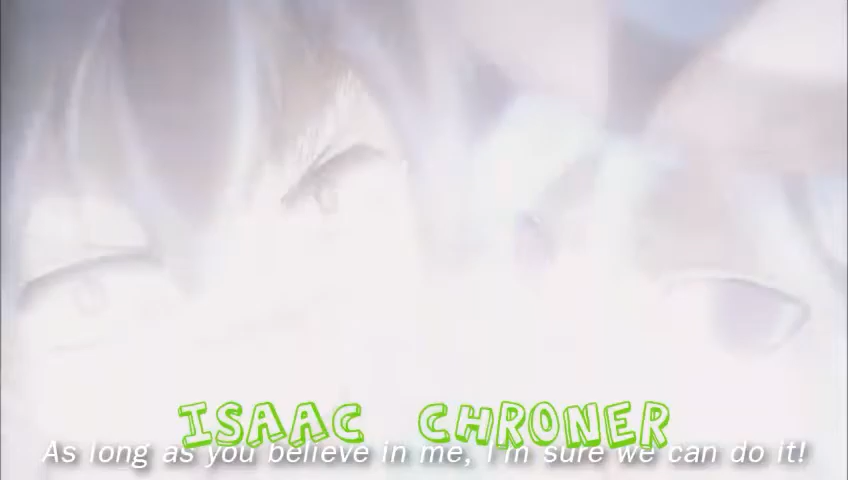 ISAAC CHRONER
As long as you believe in me, I'm sure we can do it!